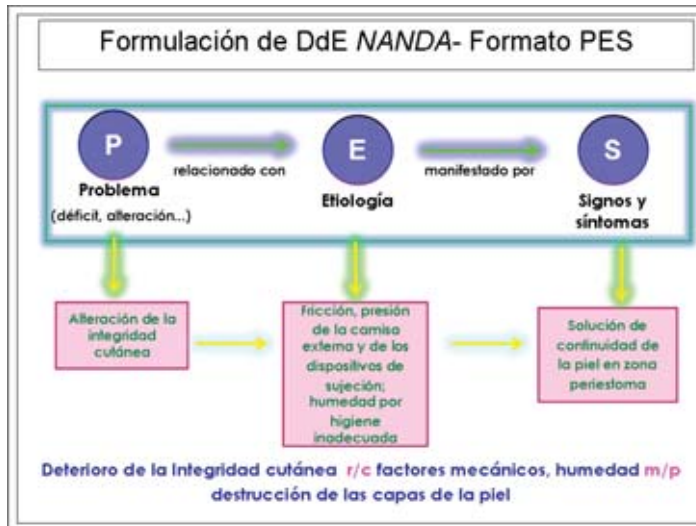 Formulación de DdE NANDA- Formato PES
P
E
S
relacionado con
manifestado por
Problema
(déficit, alteración...)
Etiología
Signos y
síntomas
Alteración de la
integridad
cutánea
Fricción, presión
de la camisa
externa y de los
dispositivos de
sujeción;
humedad por
higiene
inadecuada
Solución de
continuidad de
la piel en zona
periestoma
Deterioro de la Integridad cutánea r/c factores mecánicos, humedad m/p
destrucción de las capas de la piel